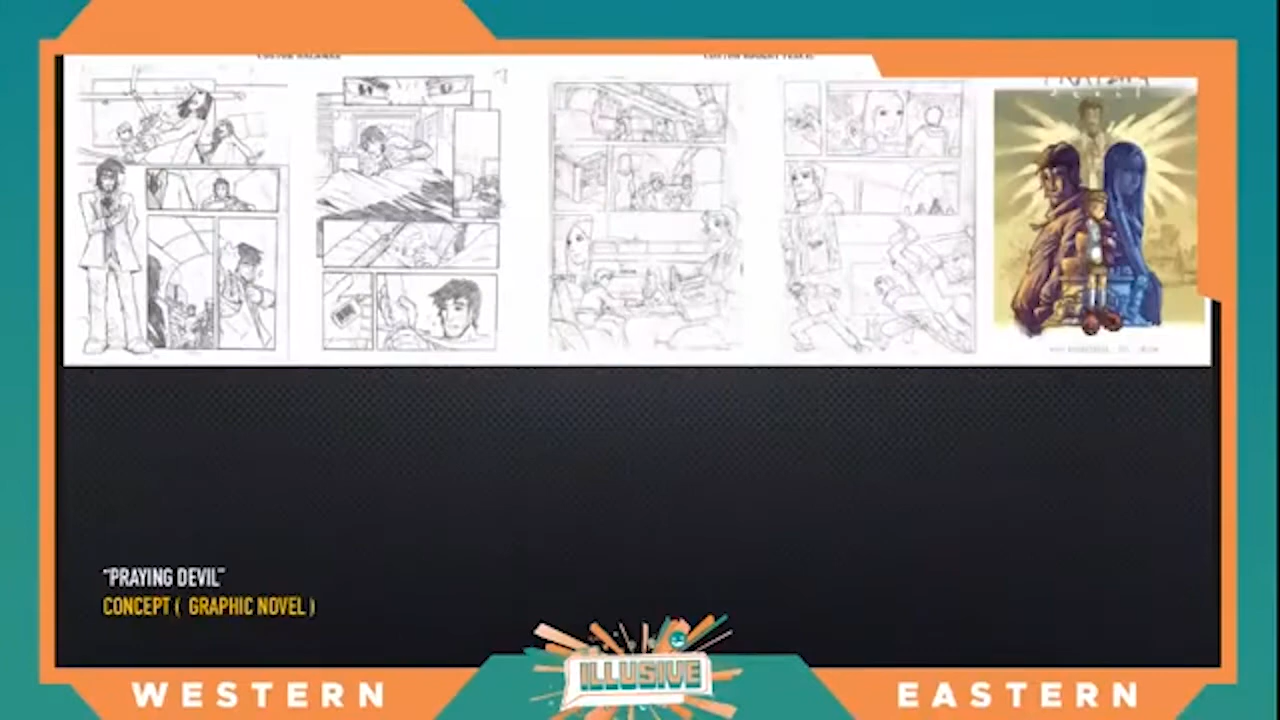 "PRAYING DEVIL"
CONCEPT ( GRAPHIC NOVEL )
ILLUSIVE
WESTERN
EASTERN